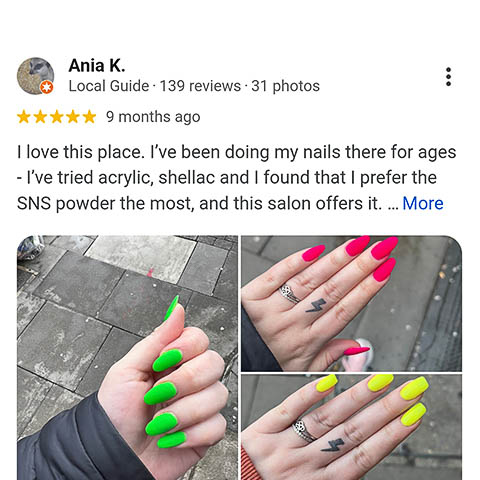 Ania K.
Local Guide · 139 reviews · 31 photos
9 months ago
I love this place. I’ve been doing my nails there for ages
- I’ve tried acrylic, shellac and I found that I prefer the
SNS powder the most, and this salon offers it. ... More